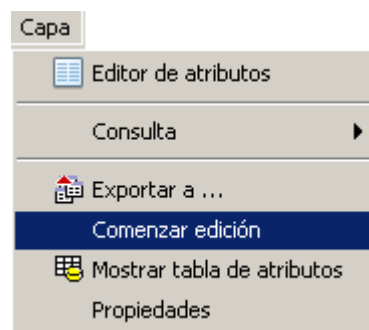 Capa
Editor de atributos
Consulta
Exportar a ...
Comenzar edición
Mostrar tabla de atributos
Propiedades